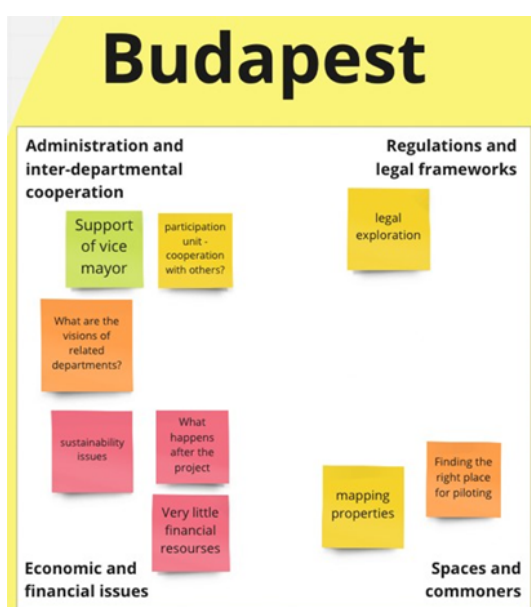 Budapest
Administration and
inter-departmental
cooperation
Regulations and
legal frameworks
Support
of vice
mayor
participation
unit -
cooperation
with others?
legal
exploration
What are the
visions of
related
departments?
sustainability
issues
What
happens
after the
project
Very little
financial
resourses
mapping
properties
Finding the
right place
for piloting
Economic and
financial issues
Spaces and
commoners